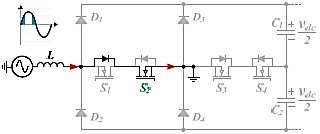 D1
D3
C1
+
vdc
2
−
L
S1
S2
S3
S4
C2
+
vdc
2
−
D2
D4